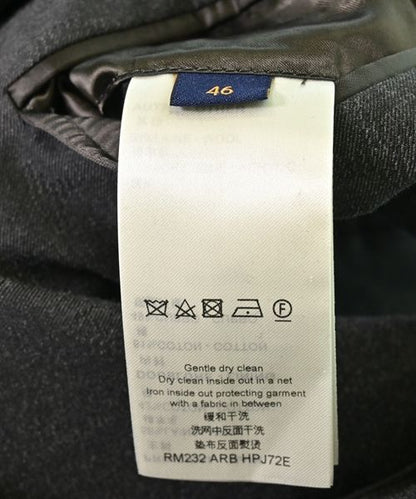 46
F
Gentle dry clean
Dry clean inside out in a net
Iron inside out protecting garment
with a fabric in between
缓和干洗
洗网中反面干洗
垫布反面熨烫
RM232 ARB HPJ72E